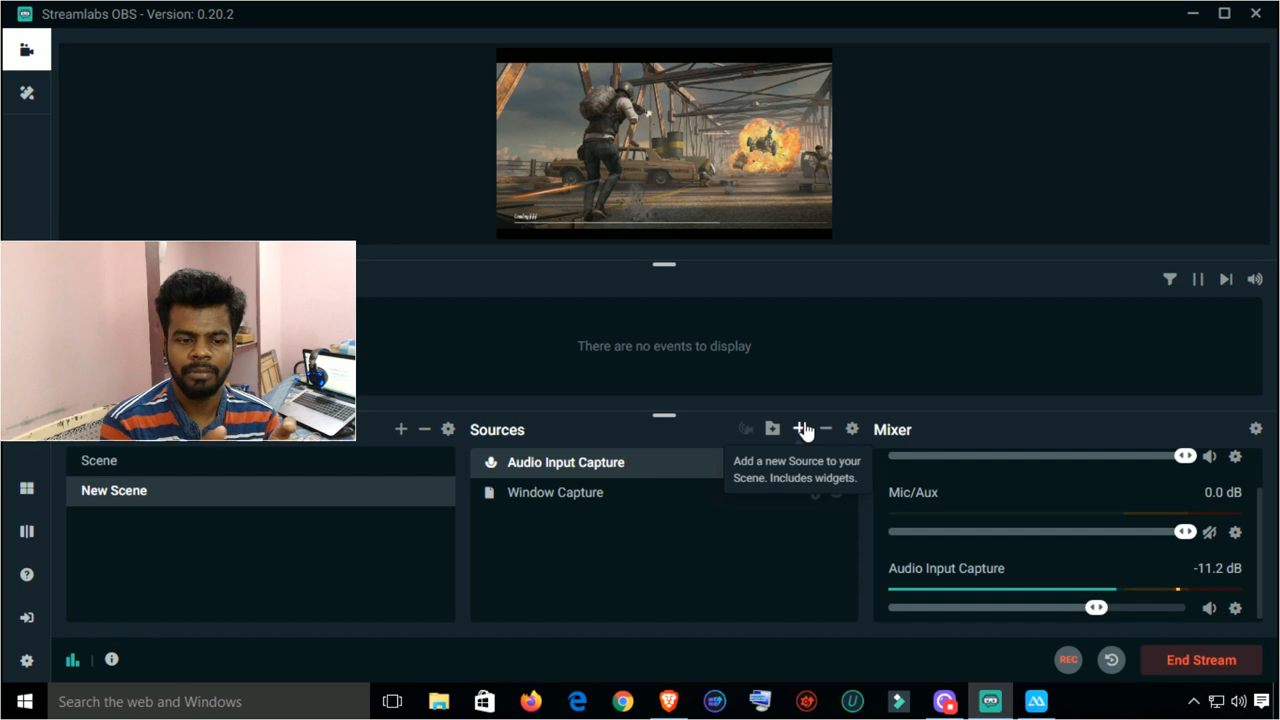 Streamlabs OBS - Version: 0.20.2
There are no events to display
Sources
Mixer
Scene
New Scene
Audio Input Capture
Window Capture
Add a new Source to your
Scene. Includes widgets.
Mic/Aux
0.0 dB
Audio Input Capture
-11.2 dB
REC
End Stream
Search the web and Windows